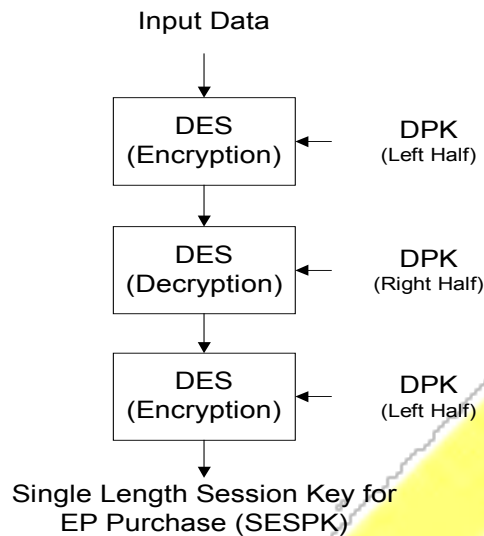 Input Data
DES
(Encryption)
DPK
(Left Half)
DES
(Decryption)
DPK
(Right Half)
DES
(Encryption)
DPK
(Left Half)
Single Length Session Key for
EP Purchase (SESPK)